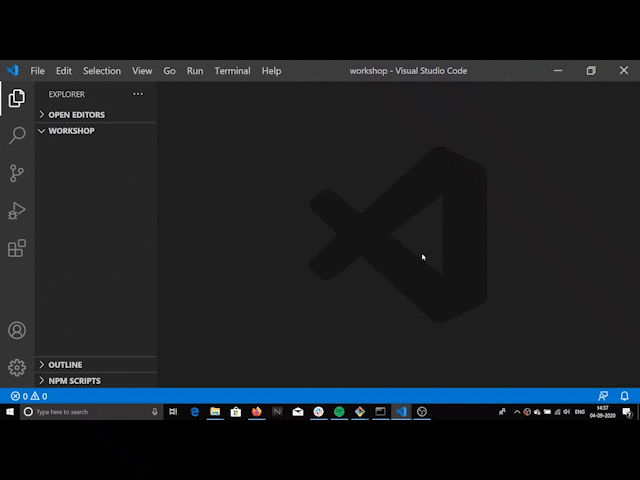 File Edit Selection View Go Run Terminal Help workshop - Visual Studio Code
EXPLORER
OPEN EDITORS
WORKSHOP
OUTLINE
NPM SCRIPTS
0 0
Type here to search
ENG
14:37
04-09-2020